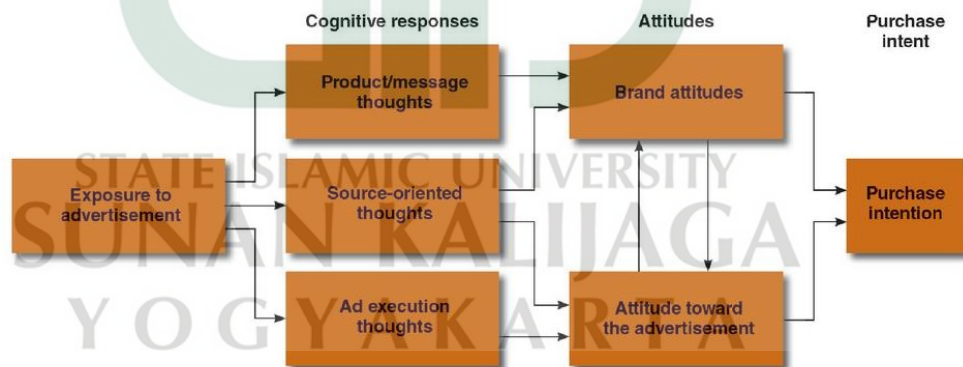 Cognitive responses
Attitudes
Purchase
intent
Product/message
thoughts
Brand attitudes
Exposure to
advertisement
Source-oriented
thoughts
Purchase
intention
Ad execution
thoughts
Attitude toward
the advertisement
STATE ISLAMIC UNIVERSITY
SUNAN KALIJAGA
YOGYAKARTA